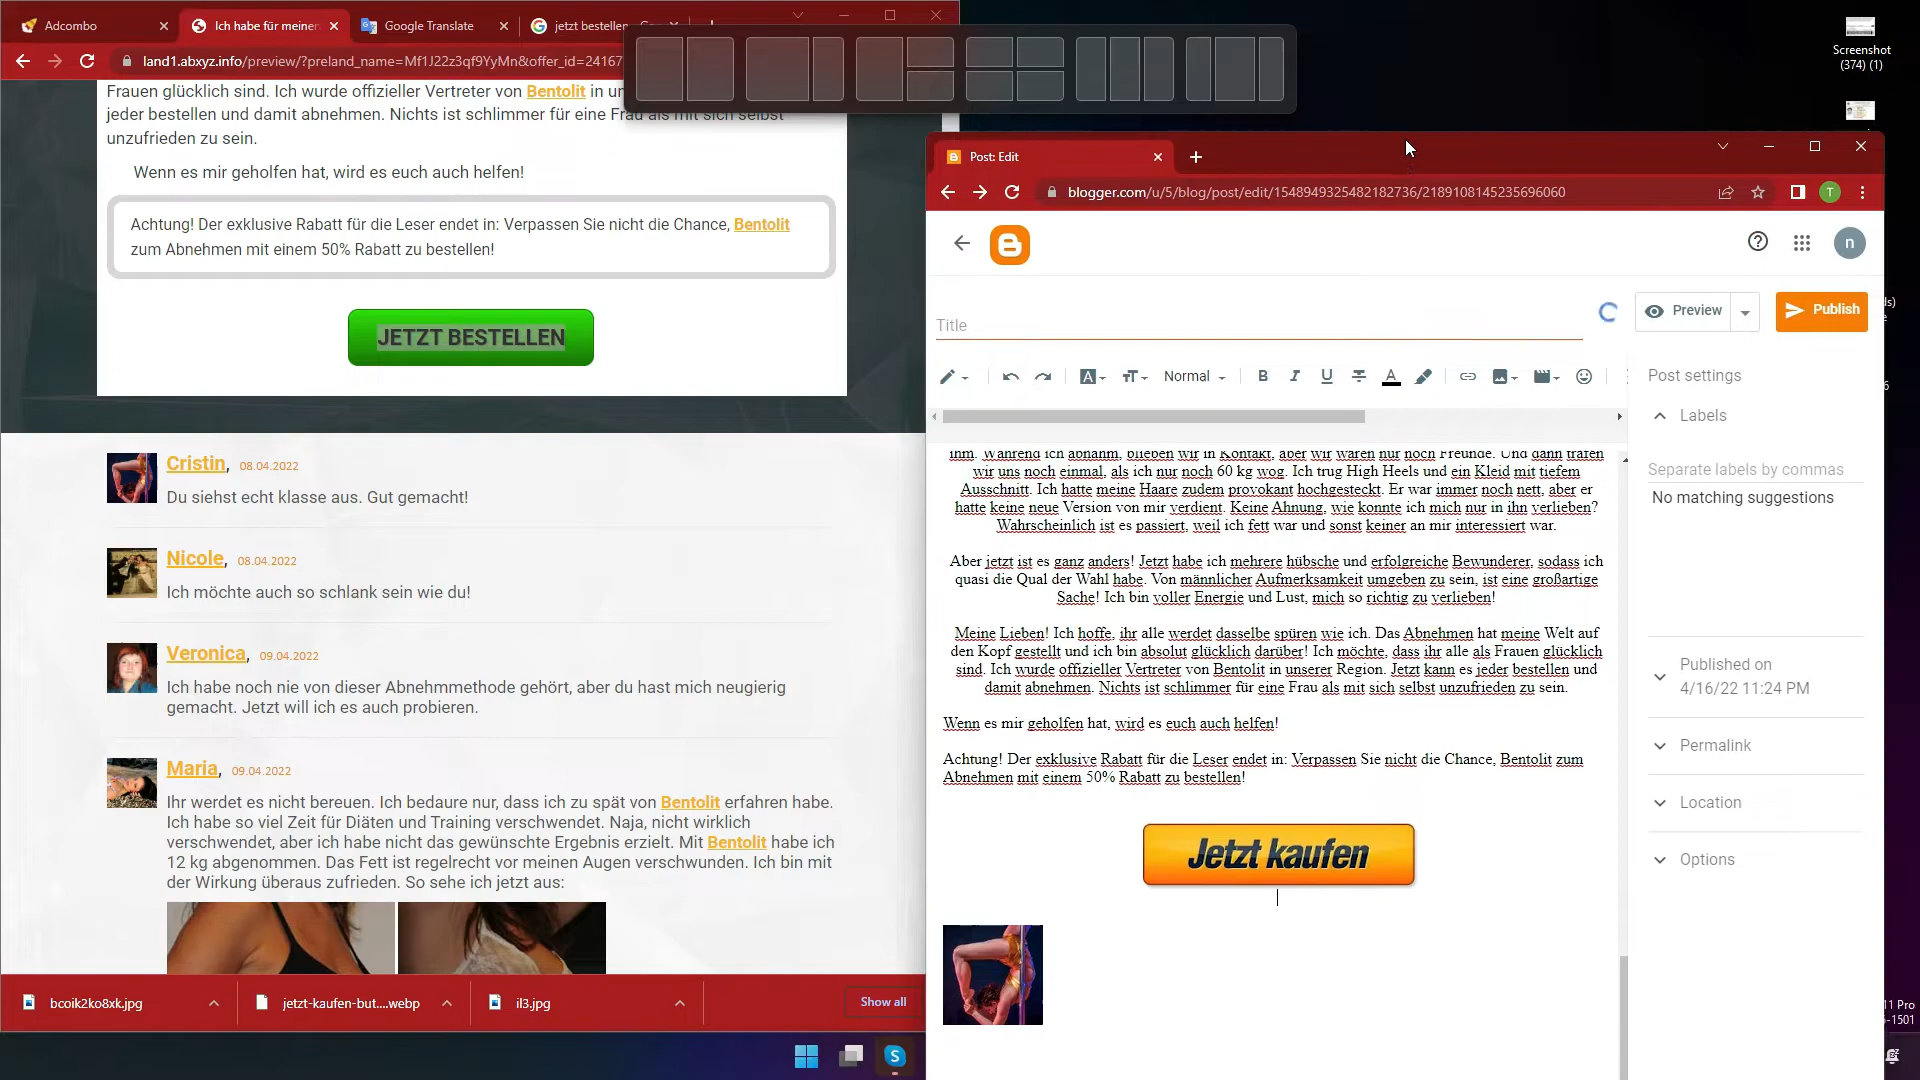 Adcombo
Ich habe für meinen
Google Translate
jetzt bestellen
land1.abxyz.info/preview/?preland_name=Mf1J22z3qf9YyMn&offer_id=24167
Frauen glücklich sind. Ich wurde offizieller Vertreter von Bentolit in
jeder bestellen und damit abnehmen. Nichts ist schlimmer für eine Frau als mit sich selbst
unzufrieden zu sein.
Wenn es mir geholfen hat, wird es euch auch helfen!
Achtung! Der exklusive Rabatt für die Leser endet in: Verpassen Sie nicht die Chance, Bentolit
zum Abnehmen mit einem 50% Rabatt zu bestellen!
JETZT BESTELLEN
Cristin, 08.04.2022
Du siehst echt klasse aus. Gut gemacht!
Nicole, 08.04.2022
Ich möchte auch so schlank sein wie du!
Veronica, 09.04.2022
Ich habe noch nie von dieser Abnehmmethode gehört, aber du hast mich neugierig
gemacht. Jetzt will ich es auch probieren.
Maria, 09.04.2022
Ihr werdet es nicht bereuen. Ich bedaure nur, dass ich zu spät von Bentolit erfahren habe.
Ich habe so viel Zeit für Diäten und Training verschwendet. Naja, nicht wirklich
verschwendet, aber ich habe nicht das gewünschte Ergebnis erzielt. Mit Bentolit habe ich
12 kg abgenommen. Das Fett ist regelrecht vor meinen Augen verschwunden. Ich bin mit
der Wirkung überaus zufrieden. So sehe ich jetzt aus:
bcoik2ko8xk.jpg
jetzt-kaufen-but....webp
il3.jpg
Show all
Screenshot
(374) (1)
Post: Edit
blogger.com/u/5/blog/post/edit/1548949325482182736/2189108145235696060
n
T
Title
Preview
Publish
Normal
ihm. Während ich abnahm, blieben wir in Kontakt, aber wir waren nur noch Freunde. Und dann trafen
wir uns noch einmal, als ich nur noch 60 kg wog. Ich trug High Heels und ein Kleid mit tiefem
Ausschnitt. Ich hatte meine Haare zudem provokant hochgesteckt. Er war immer noch nett, aber er
hatte keine neue Version von mir verdient. Keine Ahnung, wie konnte ich mich nur in ihn verlieben?
Wahrscheinlich ist es passiert, weil ich fett war und sonst keiner an mir interessiert war.
Aber jetzt ist es ganz anders! Jetzt habe ich mehrere hübsche und erfolgreiche Bewunderer, sodass ich
quasi die Qual der Wahl habe. Von männlicher Aufmerksamkeit umgeben zu sein, ist eine großartige
Sache! Ich bin voller Energie und Lust, mich so richtig zu verlieben!
Meine Lieben! Ich hoffe, ihr alle werdet dasselbe spüren wie ich. Das Abnehmen hat meine Welt auf
den Kopf gestellt und ich bin absolut glücklich darüber! Ich möchte, dass ihr alle als Frauen glücklich
sind. Ich wurde offizieller Vertreter von Bentolit in unserer Region. Jetzt kann es jeder bestellen und
damit abnehmen. Nichts ist schlimmer für eine Frau als mit sich selbst unzufrieden zu sein.
Wenn es mir geholfen hat, wird es euch auch helfen!
Achtung! Der exklusive Rabatt für die Leser endet in: Verpassen Sie nicht die Chance, Bentolit zum
Abnehmen mit einem 50% Rabatt zu bestellen!
Jetzt kaufen
Post settings
Labels
Separate labels by commas
No matching suggestions
Published on
4/16/22 11:24 PM
Permalink
Location
Options
11 Pro
-1501